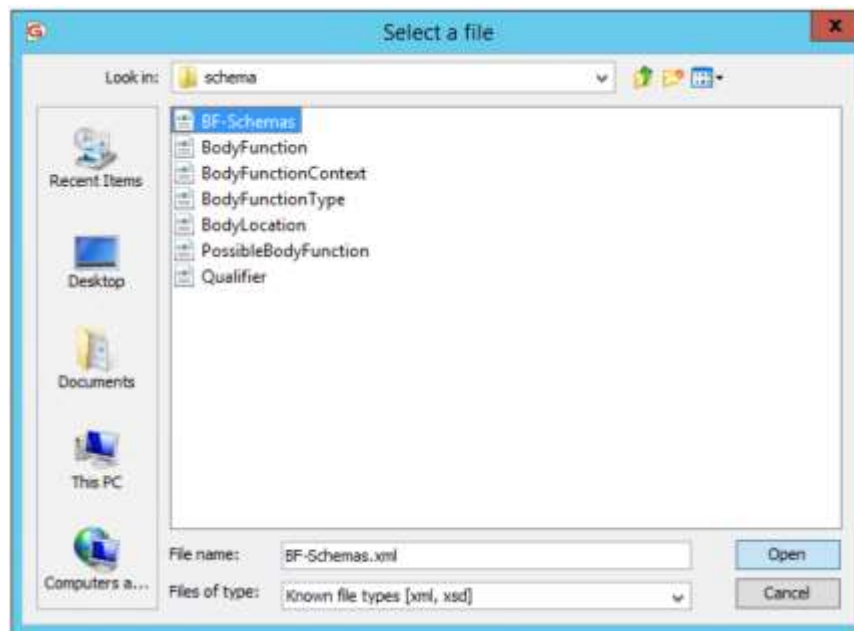 Select a file
Look in: schema
BF-Schemas
BodyFunction
BodyFunctionContext
BodyFunctionType
BodyLocation
PossibleBodyFunction
Qualifier
Recent Items
Desktop
Documents
This PC
Computers a...
File name: BF-Schemas.xml Open
Files of type: Known file types [xml, xsd] Cancel